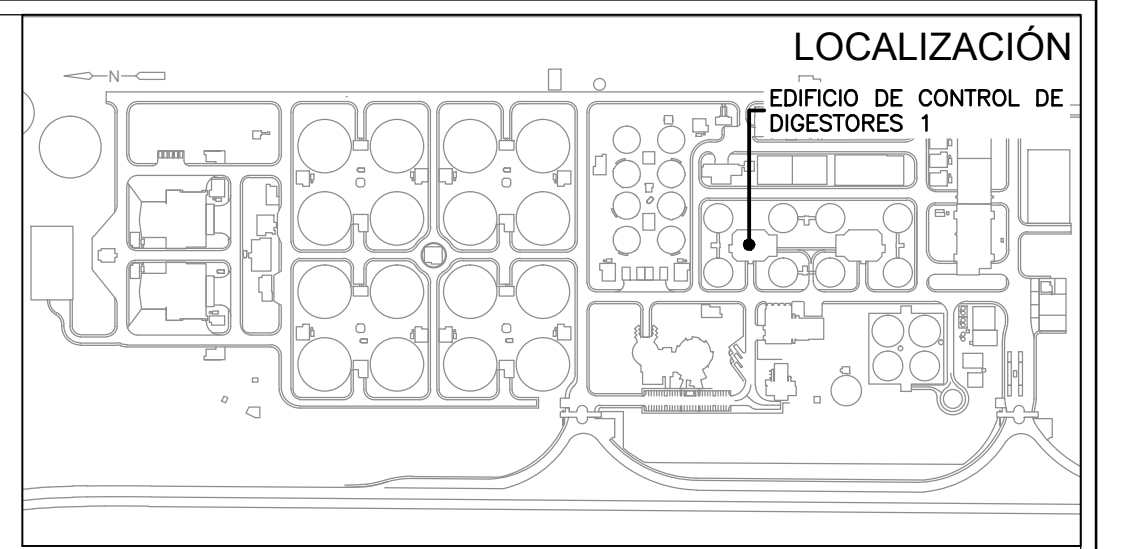 LOCALIZACIÓN
N
EDIFICIO DE CONTROL DE
DIGESTORES 1